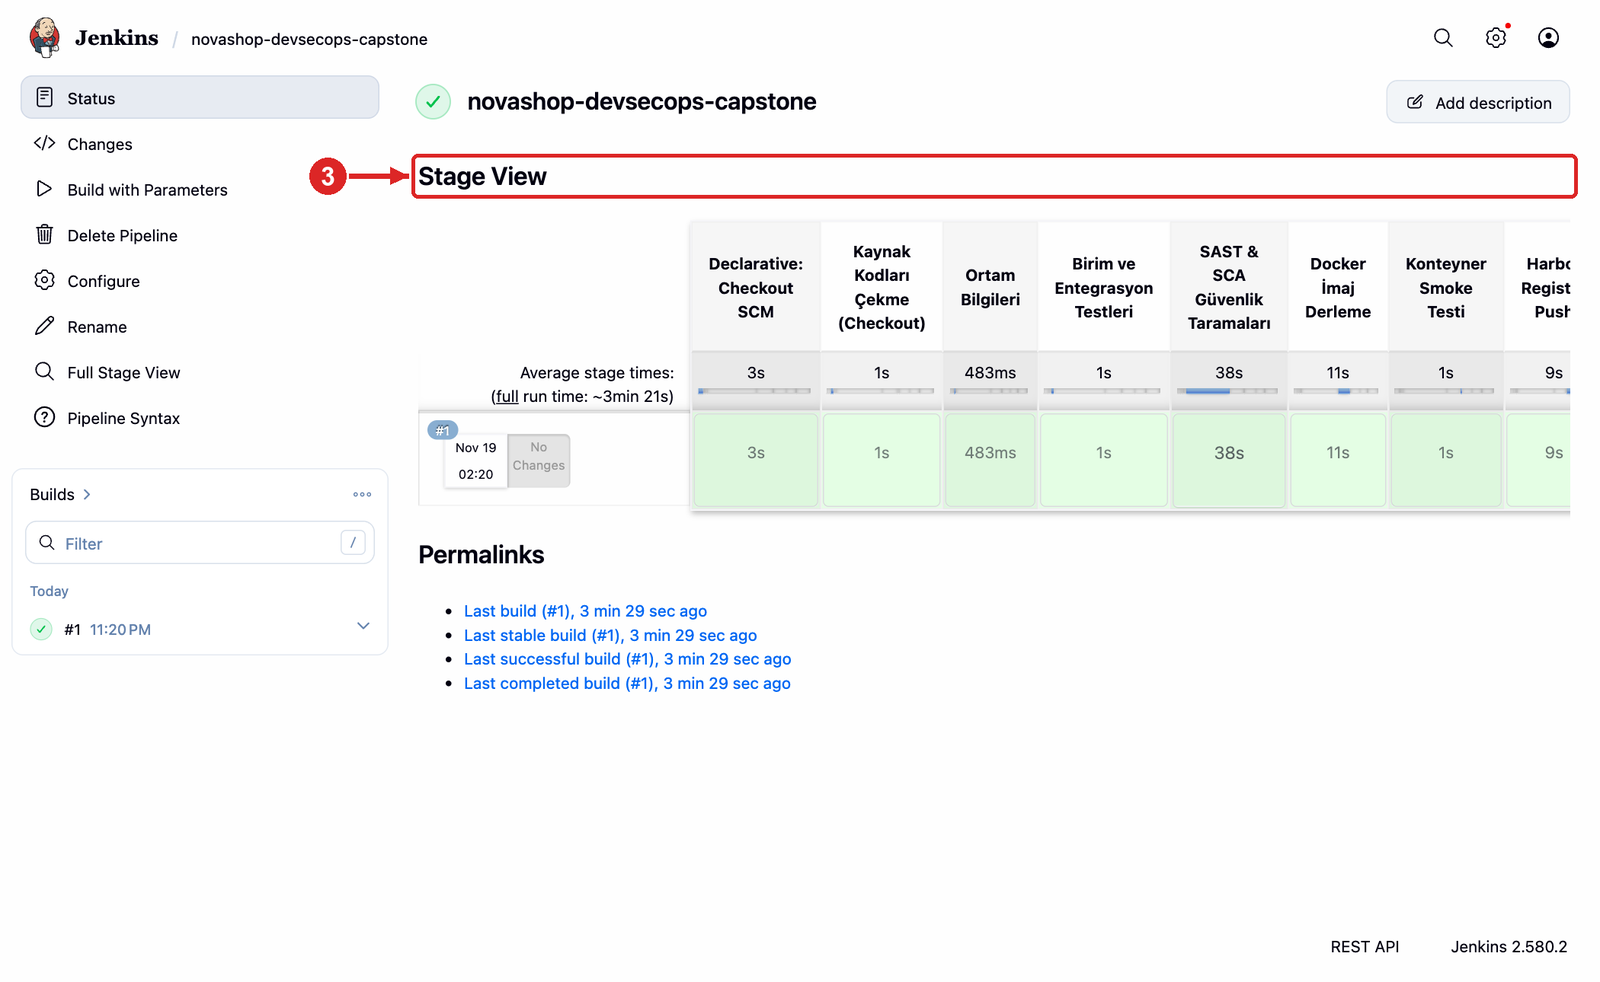 Jenkins / novashop-devsecops-capstone
Status
Changes
Build with Parameters
Delete Pipeline
Configure
Rename
Full Stage View
Pipeline Syntax
Builds
Filter /
Today
#1 11:20 PM
novashop-devsecops-capstone
Add description
3
Stage View
Declarative:
Checkout
SCM
Kaynak
Kodları
Çekme
(Checkout)
Ortam
Bilgileri
Birim ve
Entegrasyon
Testleri
SAST &
SCA
Güvenlik
Taramaları
Docker
İmaj
Derleme
Konteyner
Smoke
Testi
Harbo
Regist
Push
Average stage times:
(full run time: ~3min 21s)
3s 1s 483ms 1s 38s 11s 1s 9s
#1
Nov 19
02:20
No
Changes
3s 1s 483ms 1s 38s 11s 1s 9s
Permalinks
Last build (#1), 3 min 29 sec ago
Last stable build (#1), 3 min 29 sec ago
Last successful build (#1), 3 min 29 sec ago
Last completed build (#1), 3 min 29 sec ago
REST API Jenkins 2.580.2